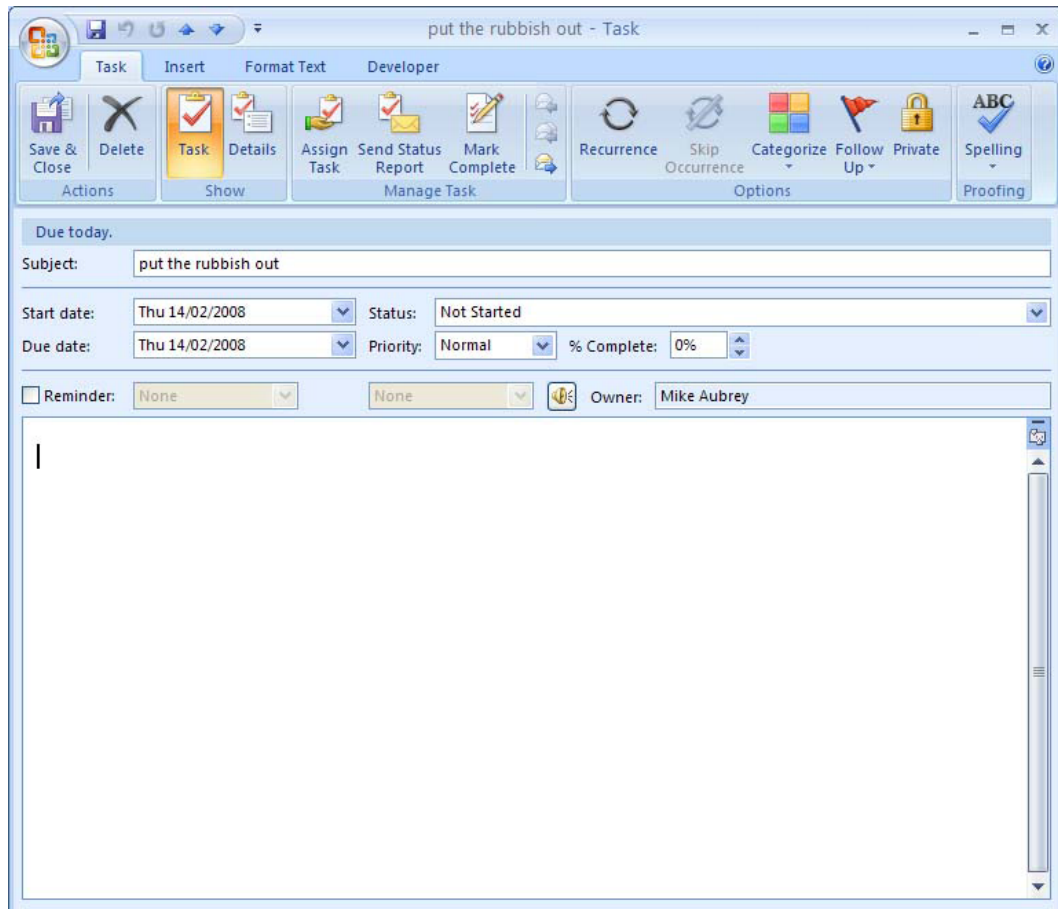 put the rubbish out - Task
Task Insert Format Text Developer
Save & Close Delete Task Details Assign Task Send Status Report Mark Complete Recurrence Skip Occurrence Categorize Follow Up Private ABC Spelling
Actions Show Manage Task Options Proofing
Due today.
Subject: put the rubbish out
Start date: Thu 14/02/2008 Status: Not Started
Due date: Thu 14/02/2008 Priority: Normal % Complete: 0%
Reminder: None None Owner: Mike Aubrey